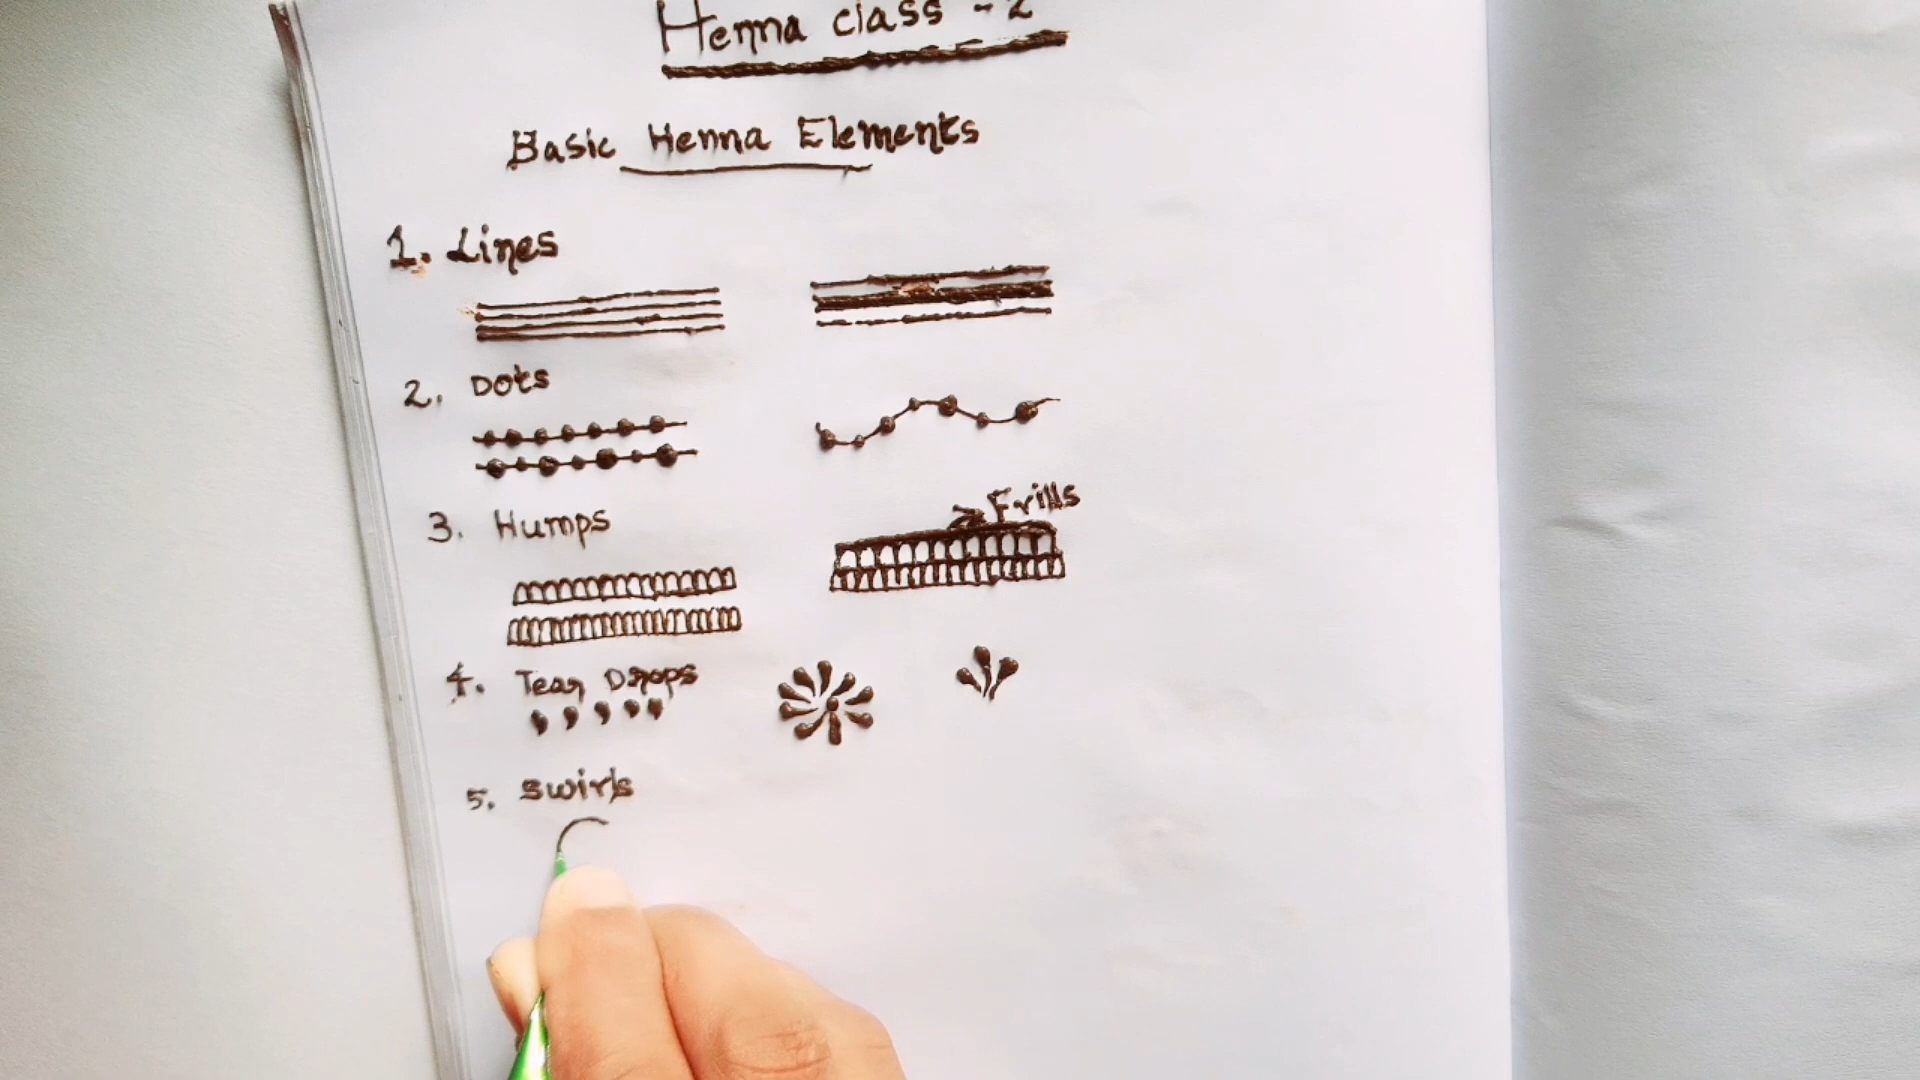 Henna class - 2
Basic Henna Elements
1. Lines
2. Dots
3. Humps
Frills
4. Tear Drops
5. Swirls